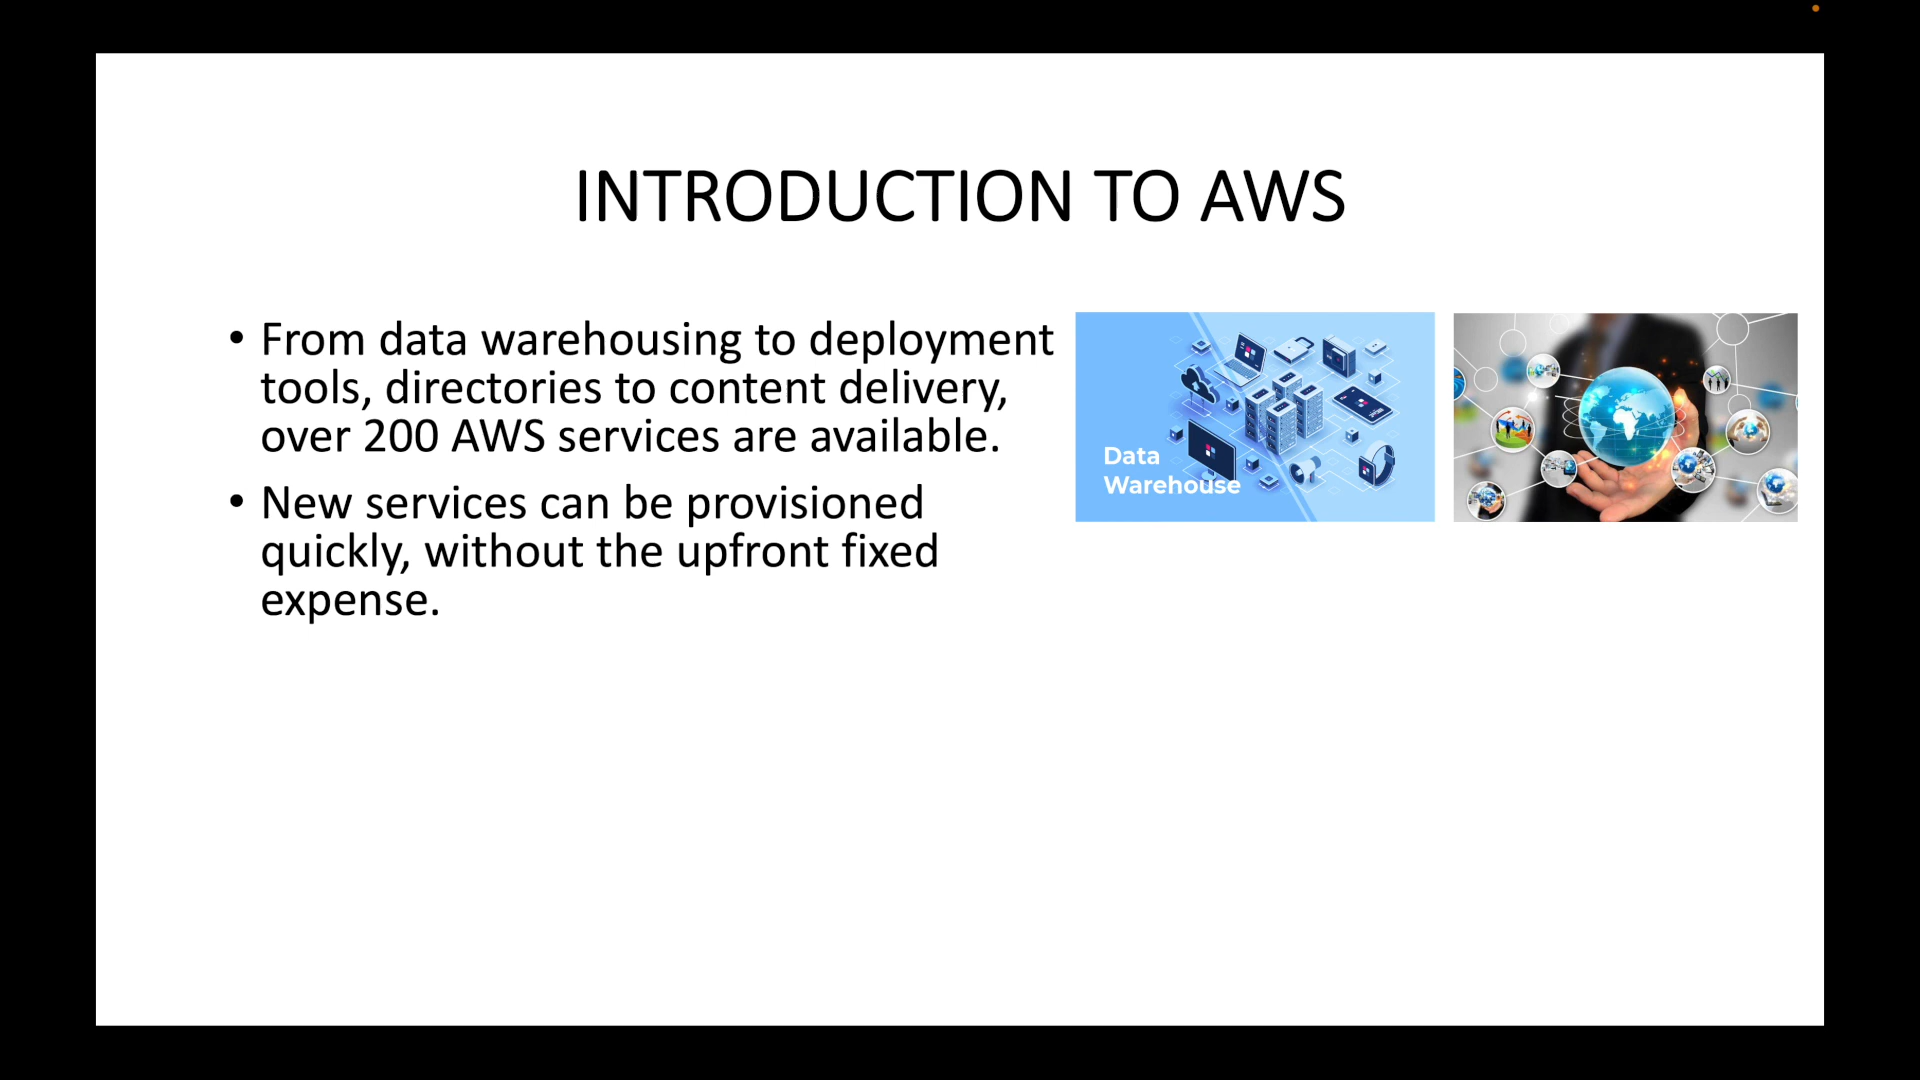 INTRODUCTION TO AWS
• From data warehousing to deployment
tools, directories to content delivery,
over 200 AWS services are available.
• New services can be provisioned
quickly, without the upfront fixed
expense.
Data
Warehouse